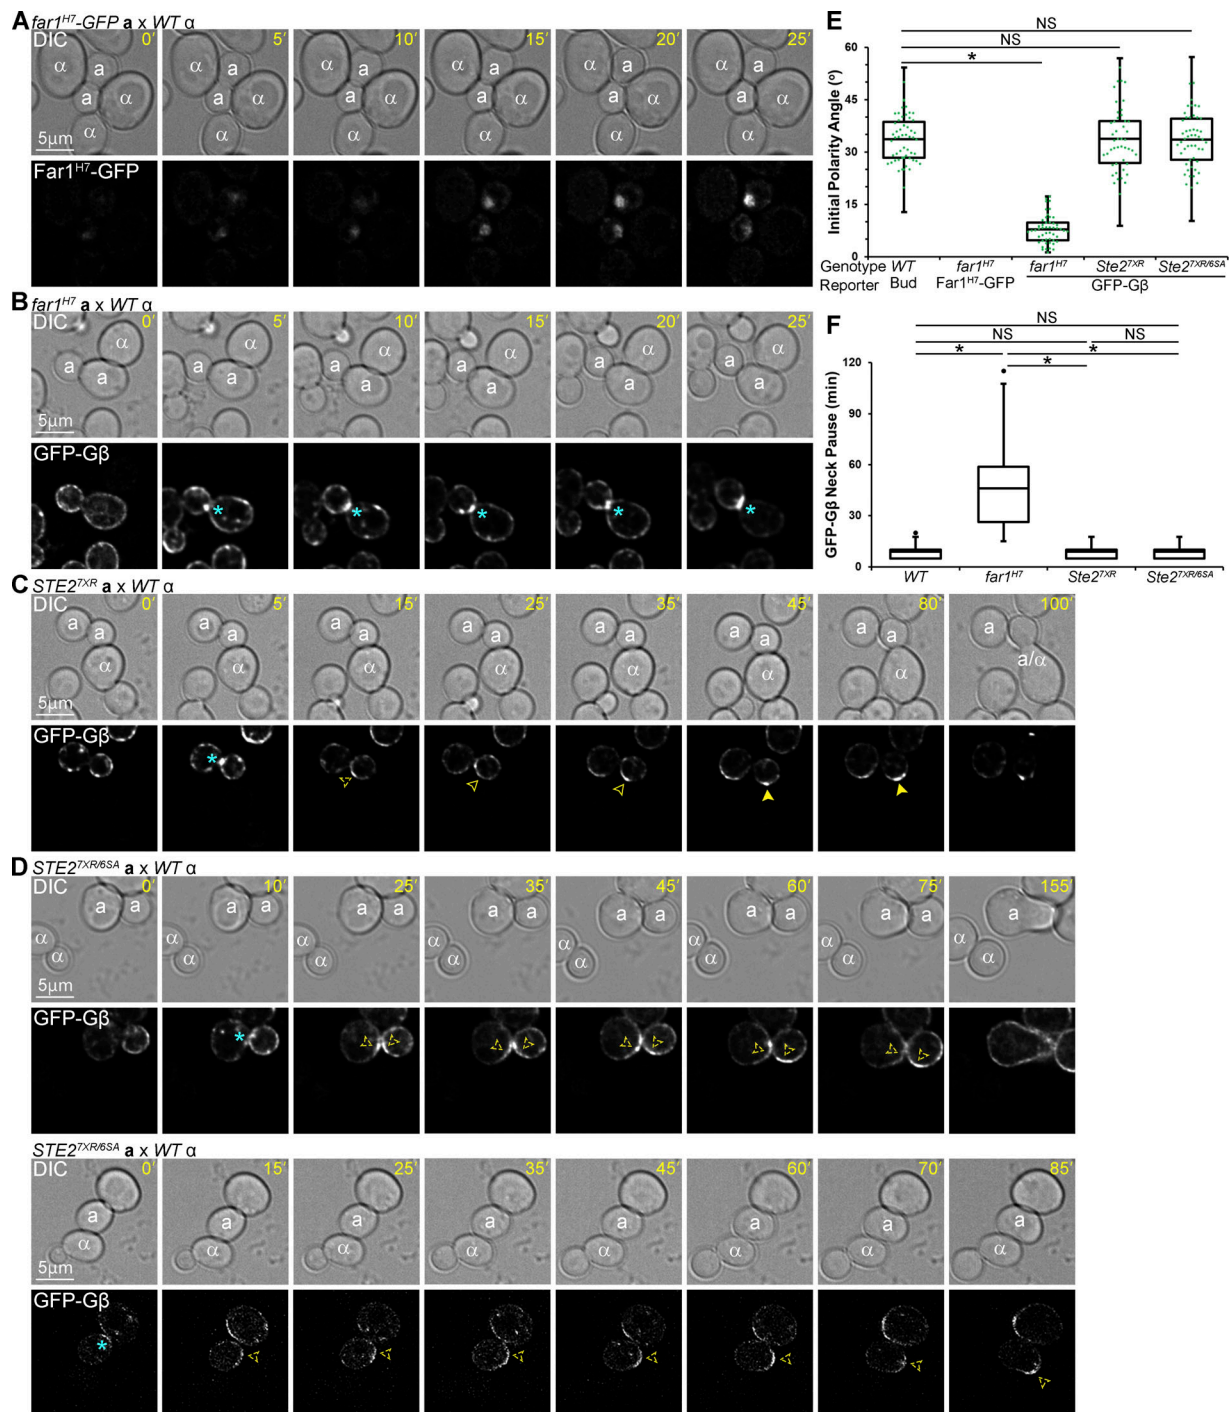 A far1H7-GFP a x WT α
DIC 0′ 5′ 10′ 15′ 20′ 25′
α a a α α
α a a α α
α a a α α
α a a α α
α a a α α
α a a α α
5µm
Far1H7-GFP
B far1H7 a x WT α
DIC 0′ 5′ 10′ 15′ 20′ 25′
α a a
α a a
α a a
α a a
α a a
α a a
5µm
GFP-Gβ
* * * * *
C STE27XR a x WT α
DIC 0′ 5′ 15′ 25′ 35′ 45′ 80′ 100′
a a α
a a α
a a α
a a α
a a α
a a α
a a α
a a/α
5µm
GFP-Gβ
*
D STE27XR/6SA a x WT α
DIC 0′ 10′ 25′ 35′ 45′ 60′ 75′ 155′
a a α α
a a α α
a a α α
a a α α
a a α α
a a α α
a a α α
a α α
5µm
GFP-Gβ
*
STE27XR/6SA a x WT α
DIC 0′ 15′ 25′ 35′ 45′ 60′ 70′ 85′
a α
a α
a α
a α
a α
a α
a α
a α
5µm
GFP-Gβ
*
E
NS
NS
*
Initial Polarity Angle (º)
60
45
30
15
0
Genotype WT far1H7 far1H7 Ste27XR Ste27XR/6SA
Reporter Bud Far1H7-GFP GFP-Gβ
F
NS
NS NS
* *
*
GFP-Gβ Neck Pause (min)
120
90
60
30
0
WT far1H7 Ste27XR Ste27XR/6SA